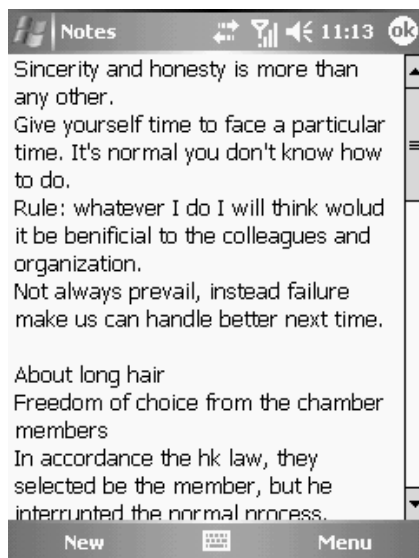 Notes 11:13 ok
Sincerity and honesty is more than
any other.
Give yourself time to face a particular
time. It's normal you don't know how
to do.
Rule: whatever I do I will think wolud
it be benificial to the colleagues and
organization.
Not always prevail, instead failure
make us can handle better next time.
About long hair
Freedom of choice from the chamber
members
In accordance the hk law, they
selected be the member, but he
interrupted the normal process.
New Menu